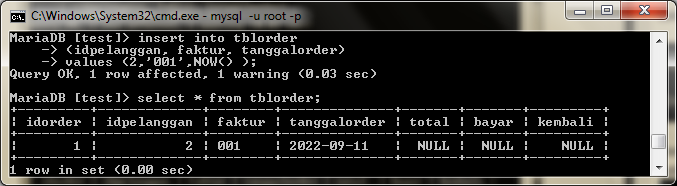 C:\Windows\System32\cmd.exe - mysql  -u root -p
MariaDB [test]> insert into tblorder
    -> (idpelanggan, faktur, tanggalorder)
    -> values (2,'001',NOW() );
Query OK, 1 row affected, 1 warning (0.03 sec)

MariaDB [test]> select * from tblorder;
+---------+-------------+--------+--------------+-------+-------+---------+
| idorder | idpelanggan | faktur | tanggalorder | total | bayar | kembali |
+---------+-------------+--------+--------------+-------+-------+---------+
|       1 |           2 | 001    | 2022-09-11   |  NULL |  NULL |    NULL |
+---------+-------------+--------+--------------+-------+-------+---------+
1 row in set (0.00 sec)